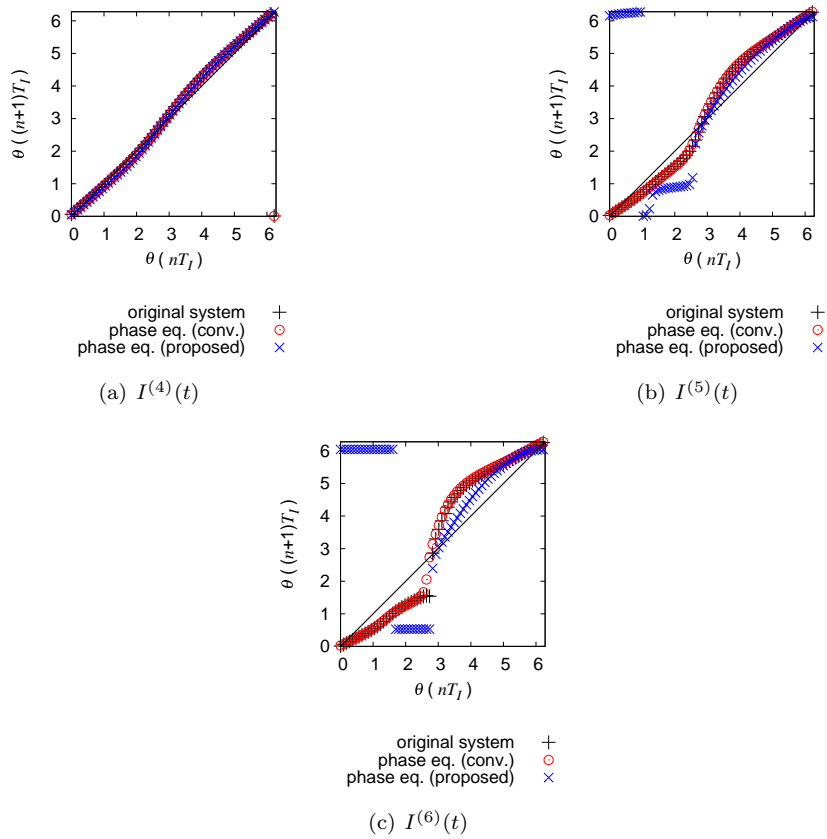 6
5
4
3
2
1
0
θ ((n+1)T_I)
0 1 2 3 4 5 6
θ (nT_I)
original system
phase eq. (conv.)
phase eq. (proposed)
(a) I^{(4)}(t)
6
5
4
3
2
1
0
θ ((n+1)T_I)
0 1 2 3 4 5 6
θ (nT_I)
original system
phase eq. (conv.)
phase eq. (proposed)
(b) I^{(5)}(t)
6
5
4
3
2
1
0
θ ((n+1)T_I)
0 1 2 3 4 5 6
θ (nT_I)
original system
phase eq. (conv.)
phase eq. (proposed)
(c) I^{(6)}(t)